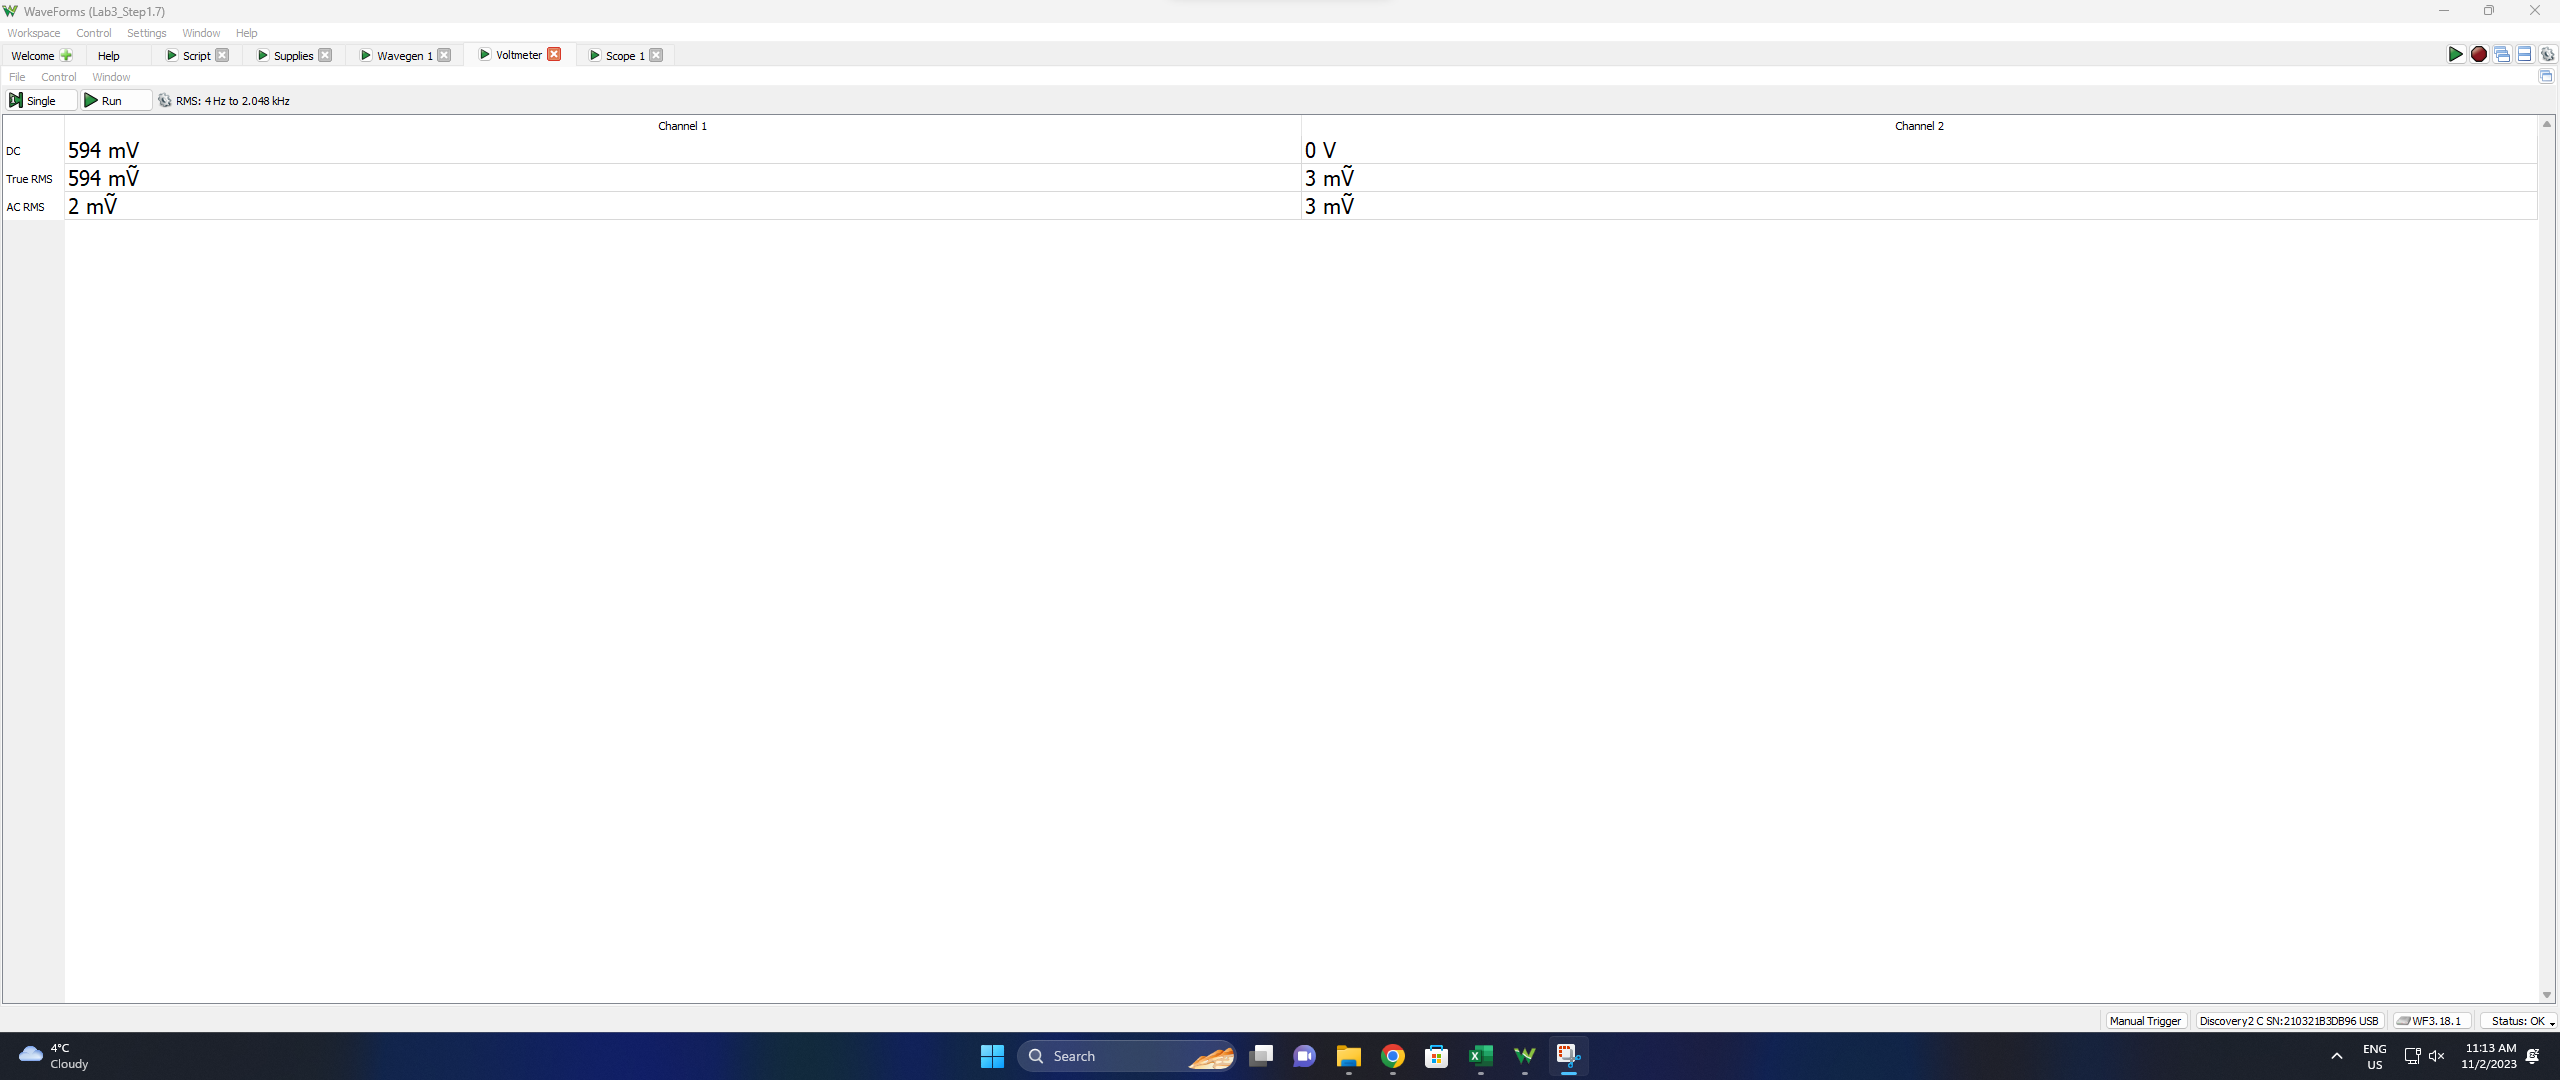 WaveForms (Lab3_Step1.7)
Workspace Control Settings Window Help
Welcome Help Script Supplies Wavegen 1 Voltmeter Scope 1
File Control Window
Single Run RMS: 4 Hz to 2.048 kHz
Channel 1 Channel 2
DC 594 mV 0 V
True RMS 594 mṼ 3 mṼ
AC RMS 2 mṼ 3 mṼ
Manual Trigger Discovery2 C SN:210321B3DB96 USB WF3.18.1 Status: OK
4°C
Cloudy
Search
ENG
US
11:13 AM
11/2/2023